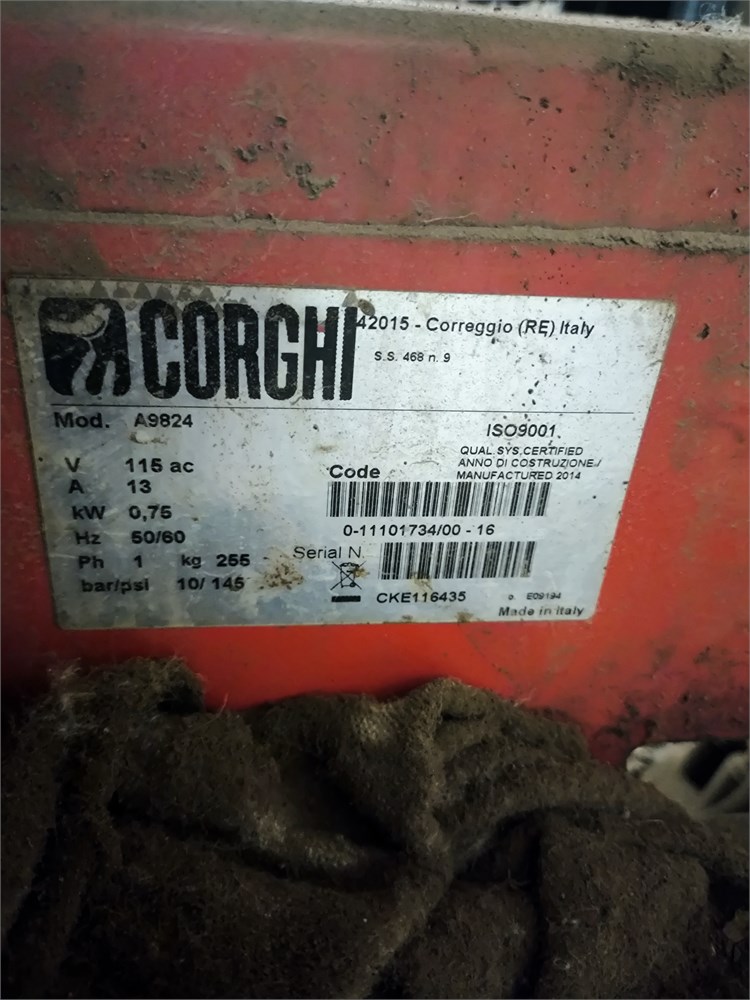 CORGHI
42015 - Correggio (RE) Italy
S.S. 468 n. 9
Mod. A9824
ISO9001
QUAL.SYS.CERTIFIED
ANNO DI COSTRUZIONE/
MANUFACTURED 2014
V 115 ac
A 13
kW 0,75
Hz 50/60
Ph 1 kg 255
bar/psi 10/ 145
Code
0-11101734/00 - 16
Serial N.
CKE116435
Made in Italy